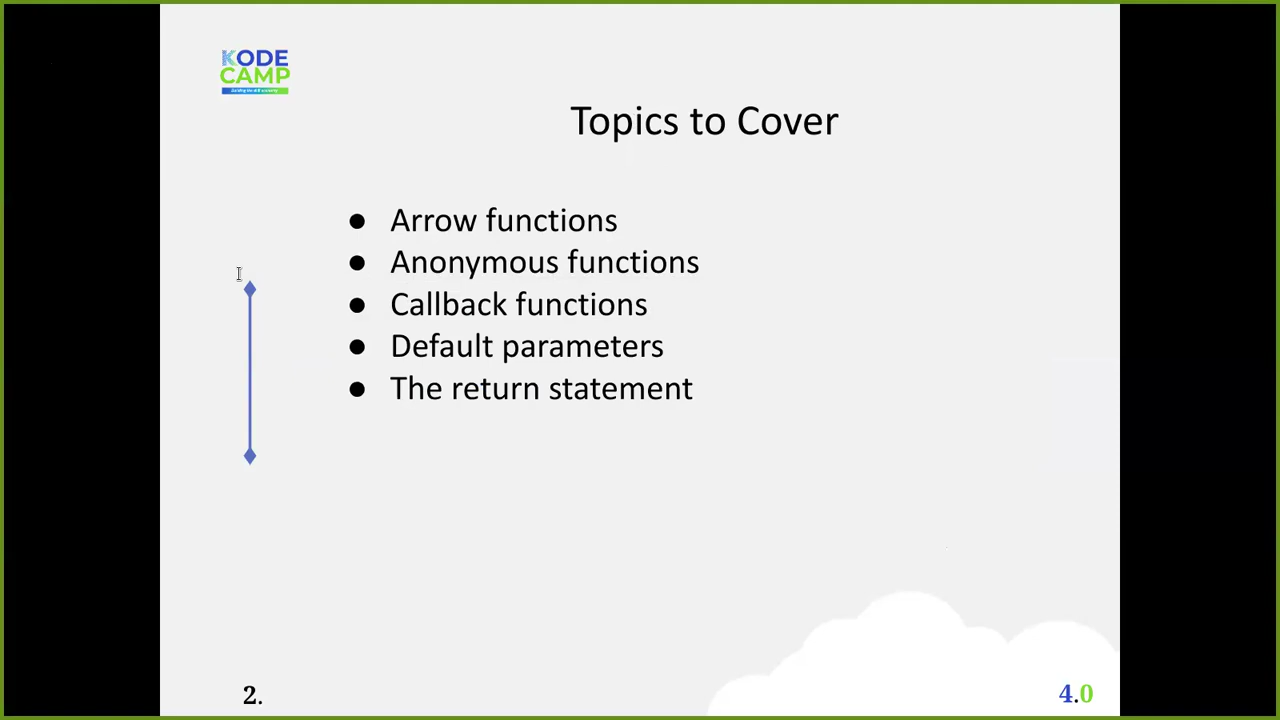 KODE
CAMP
Topics to Cover
● Arrow functions
● Anonymous functions
● Callback functions
● Default parameters
● The return statement
2.
4.0